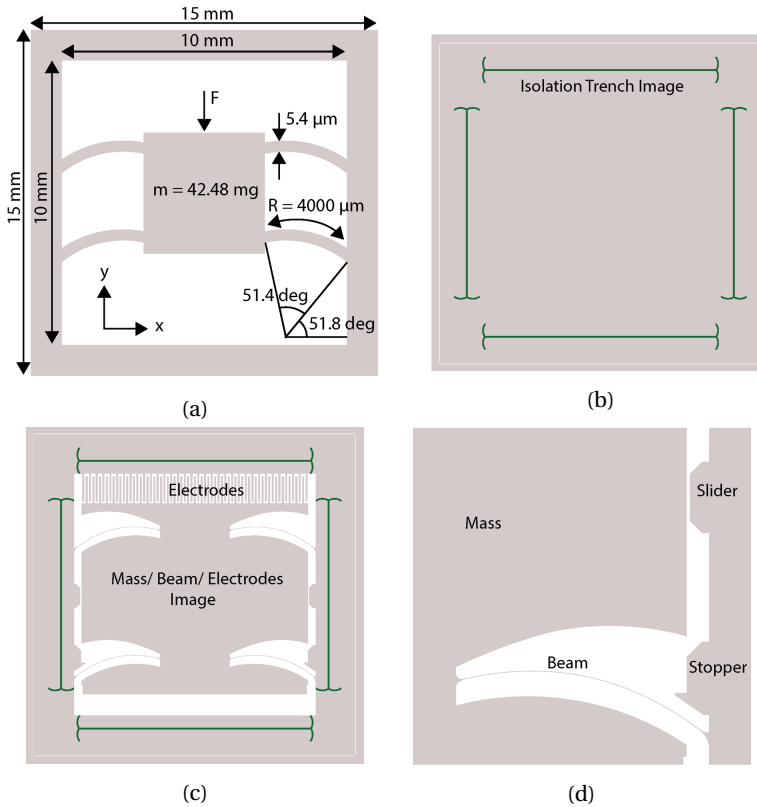 15 mm
10 mm
F
5.4 µm
15 mm
10 mm
m = 42.48 mg
R = 4000 µm
y
x
51.4 deg
51.8 deg
(a)
Isolation Trench Image
(b)
Electrodes
Mass/ Beam/ Electrodes
Image
(c)
Slider
Mass
Beam
Stopper
(d)